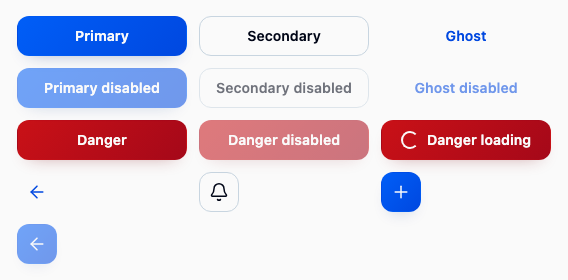 Primary
Secondary
Ghost
Primary disabled
Secondary disabled
Ghost disabled
Danger
Danger disabled
Danger loading